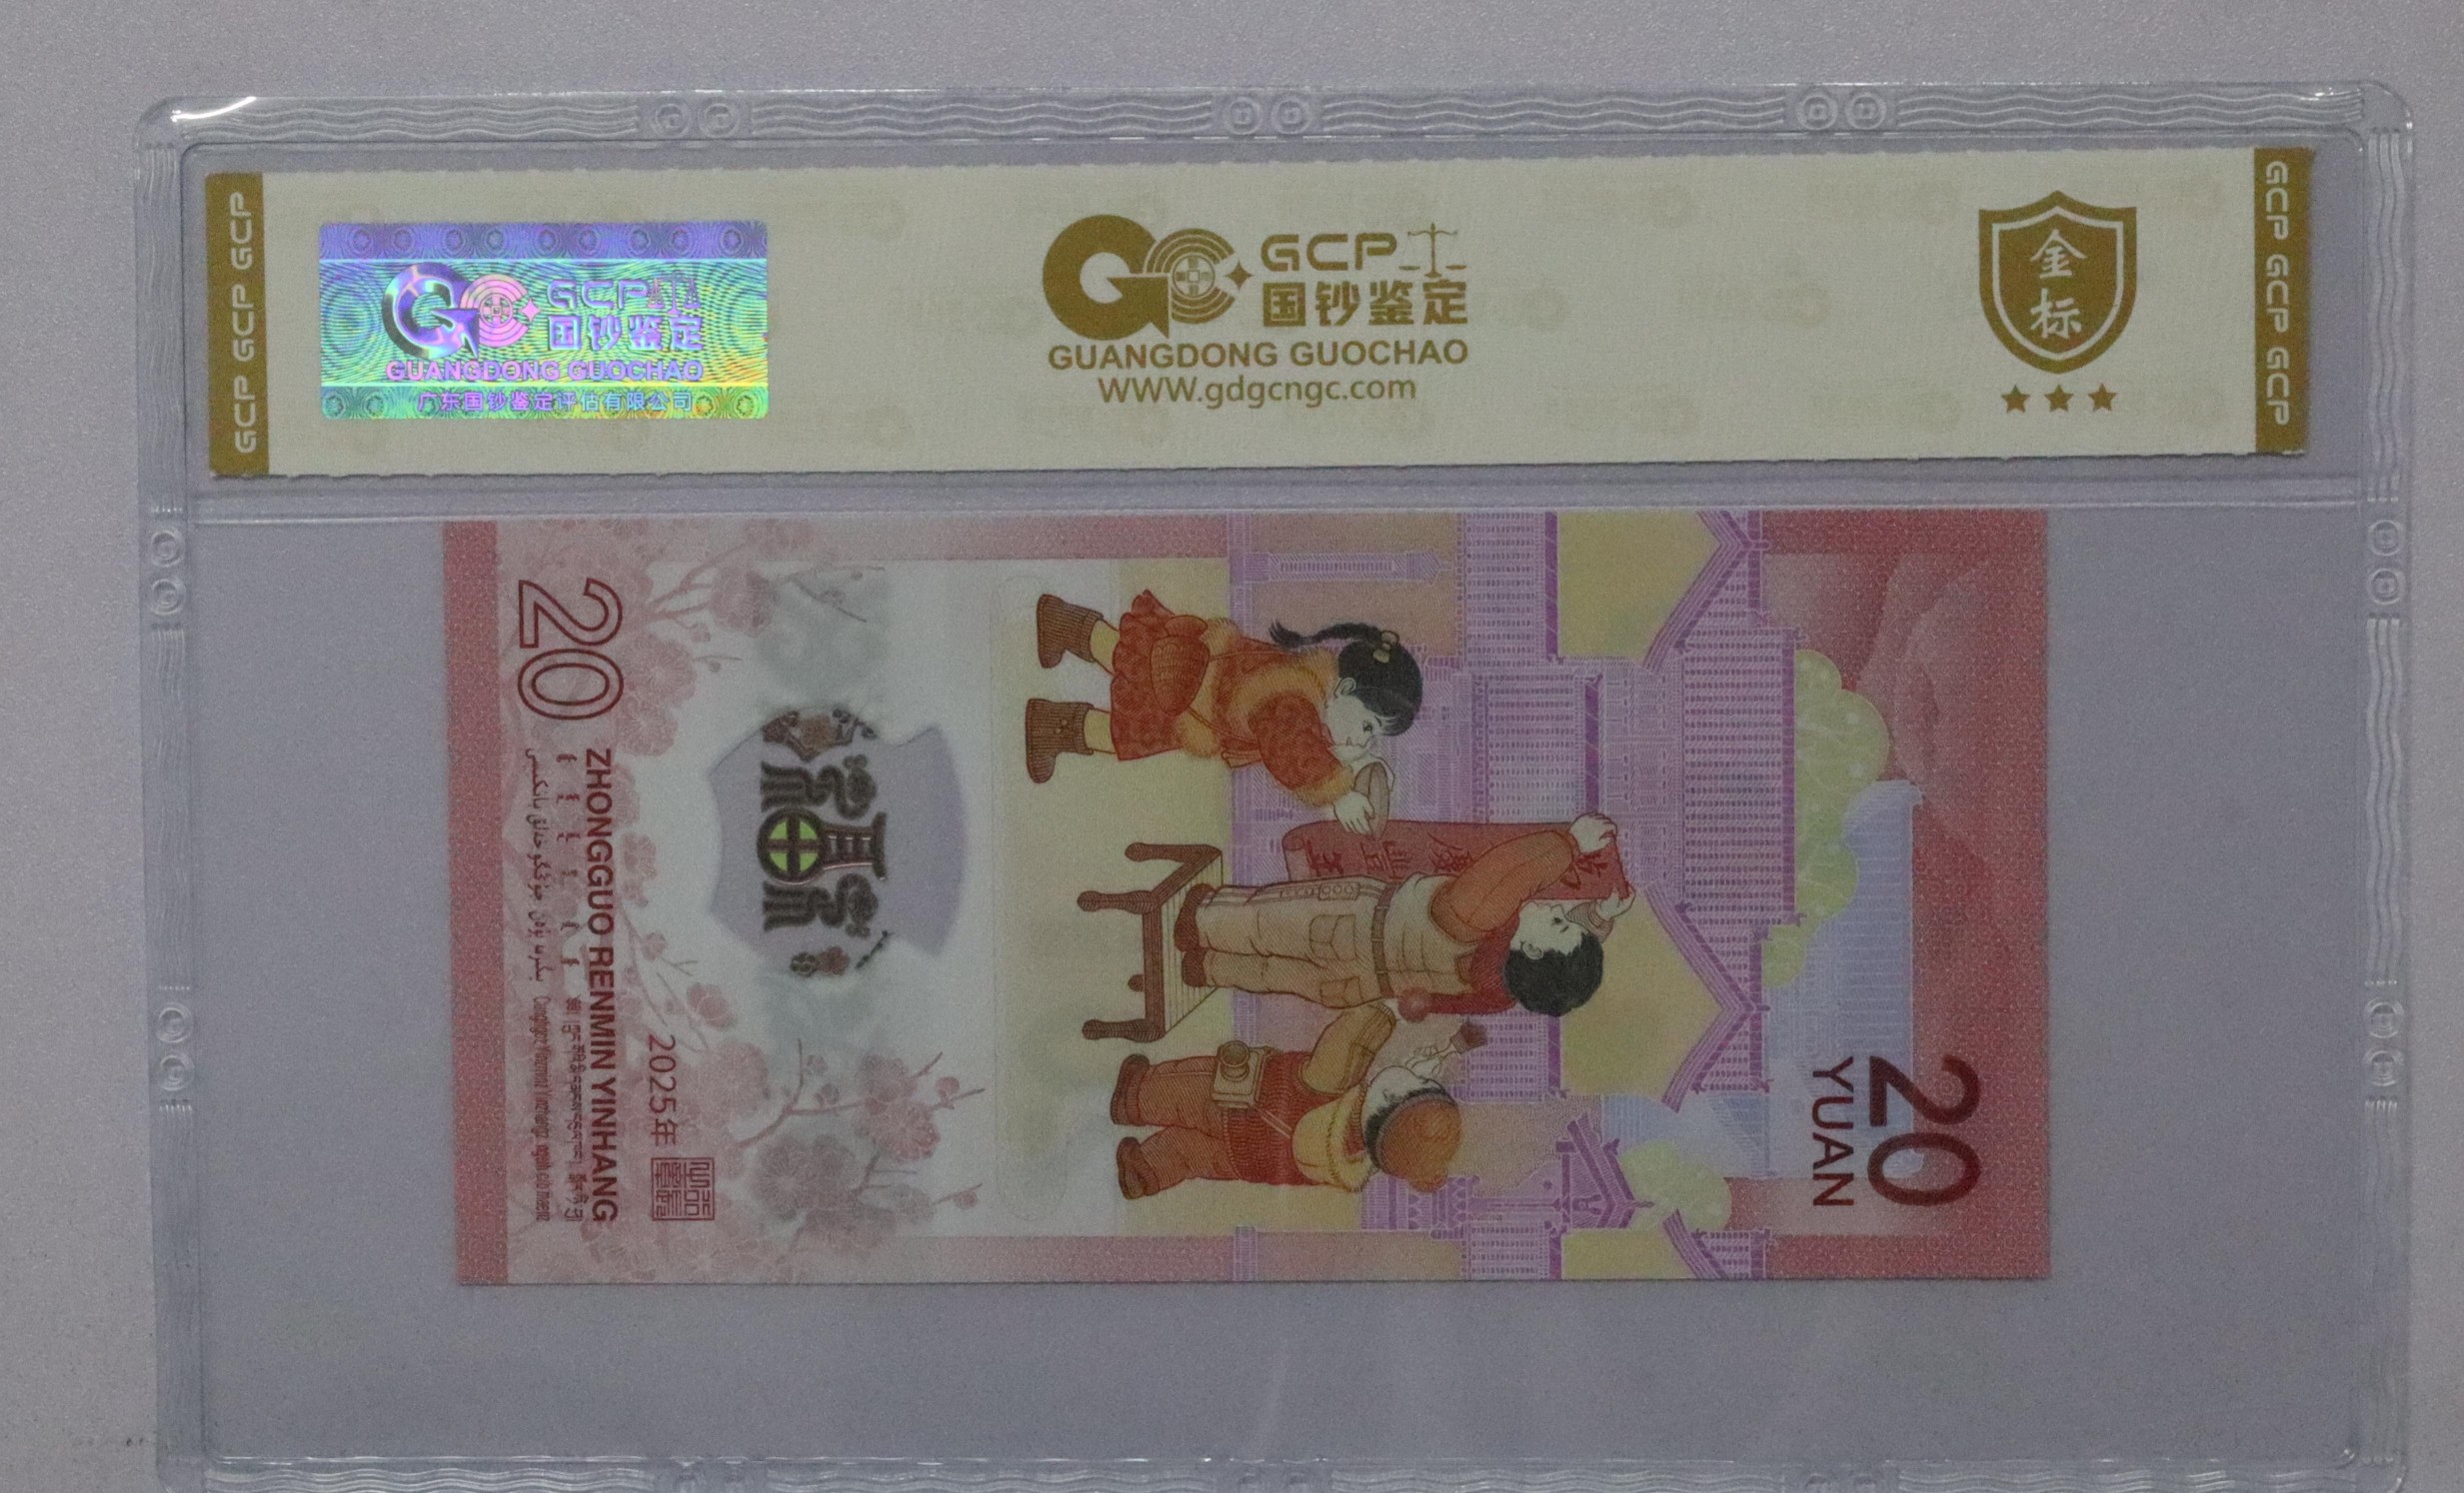 GCP GCP GCP
GCP
国钞鉴定
GUANGDONG GUOCHAO
广东国钞鉴定评估有限公司
GCP
国钞鉴定
GUANGDONG GUOCHAO
WWW.gdgcngc.com
金
标
GCP GCP GCP
20
YUAN
2025年
20
ZHONGGUO RENMIN YINHANG